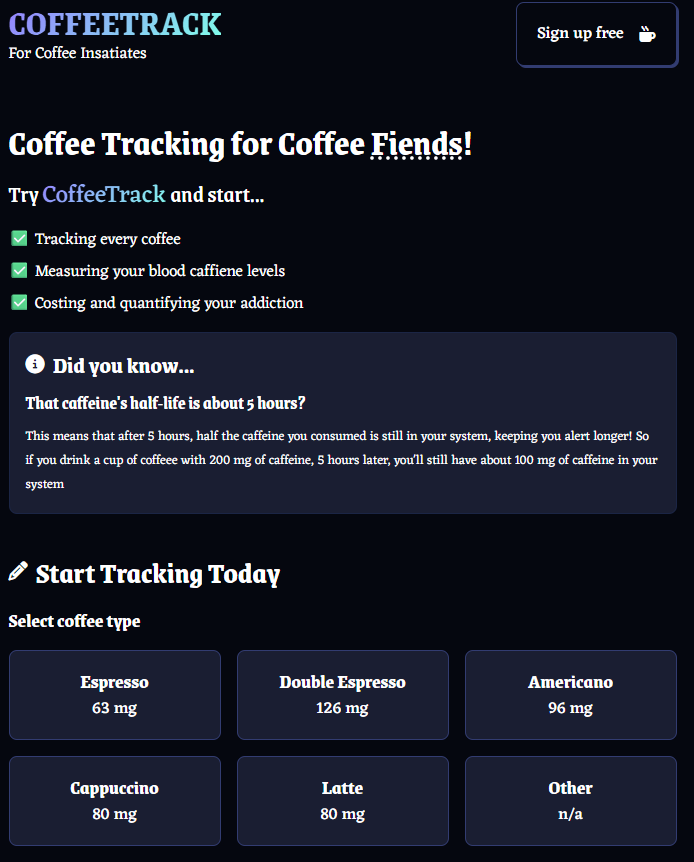 COFFEETRACK
For Coffee Insatiates
Sign up free
Coffee Tracking for Coffee Fiends!
Try CoffeeTrack and start...
Tracking every coffee
Measuring your blood caffiene levels
Costing and quantifying your addiction
Did you know...
That caffeine's half-life is about 5 hours?
This means that after 5 hours, half the caffeine you consumed is still in your system, keeping you alert longer! So
if you drink a cup of coffeee with 200 mg of caffeine, 5 hours later, you'll still have about 100 mg of caffeine in your
system
Start Tracking Today
Select coffee type
Espresso
63 mg
Double Espresso
126 mg
Americano
96 mg
Cappuccino
80 mg
Latte
80 mg
Other
n/a